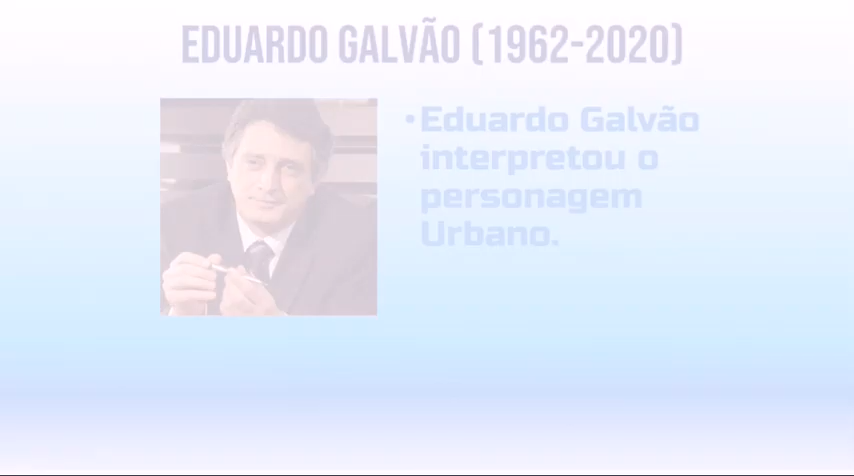 EDUARDO GALVÃO (1962-2020)
•Eduardo Galvão
interpretou o
personagem
Urbano.